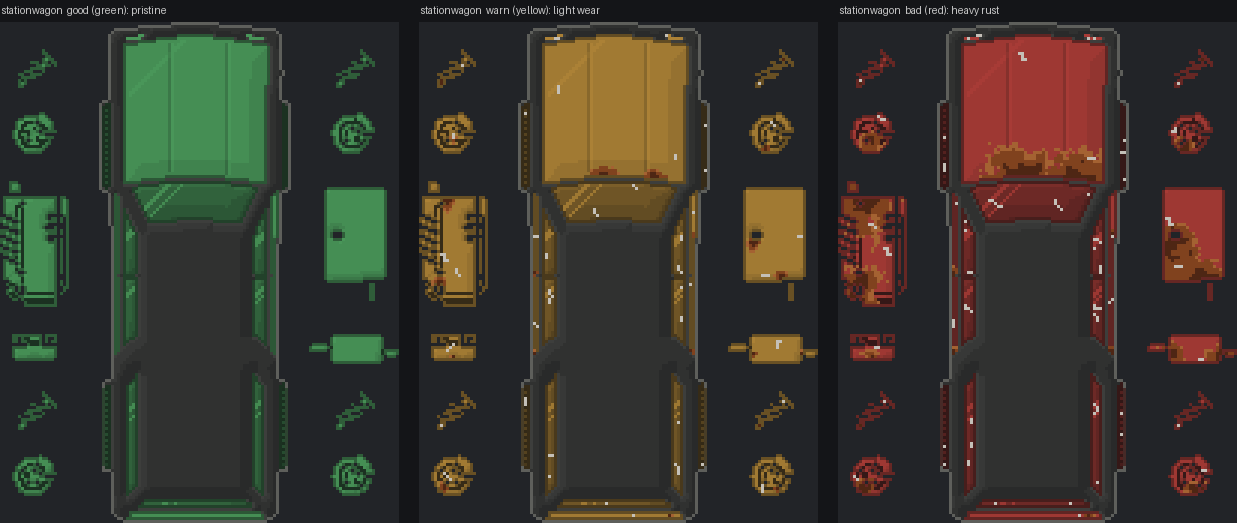 stationwagon good (green): pristine
stationwagon warn (yellow): light wear
stationwagon bad (red): heavy rust